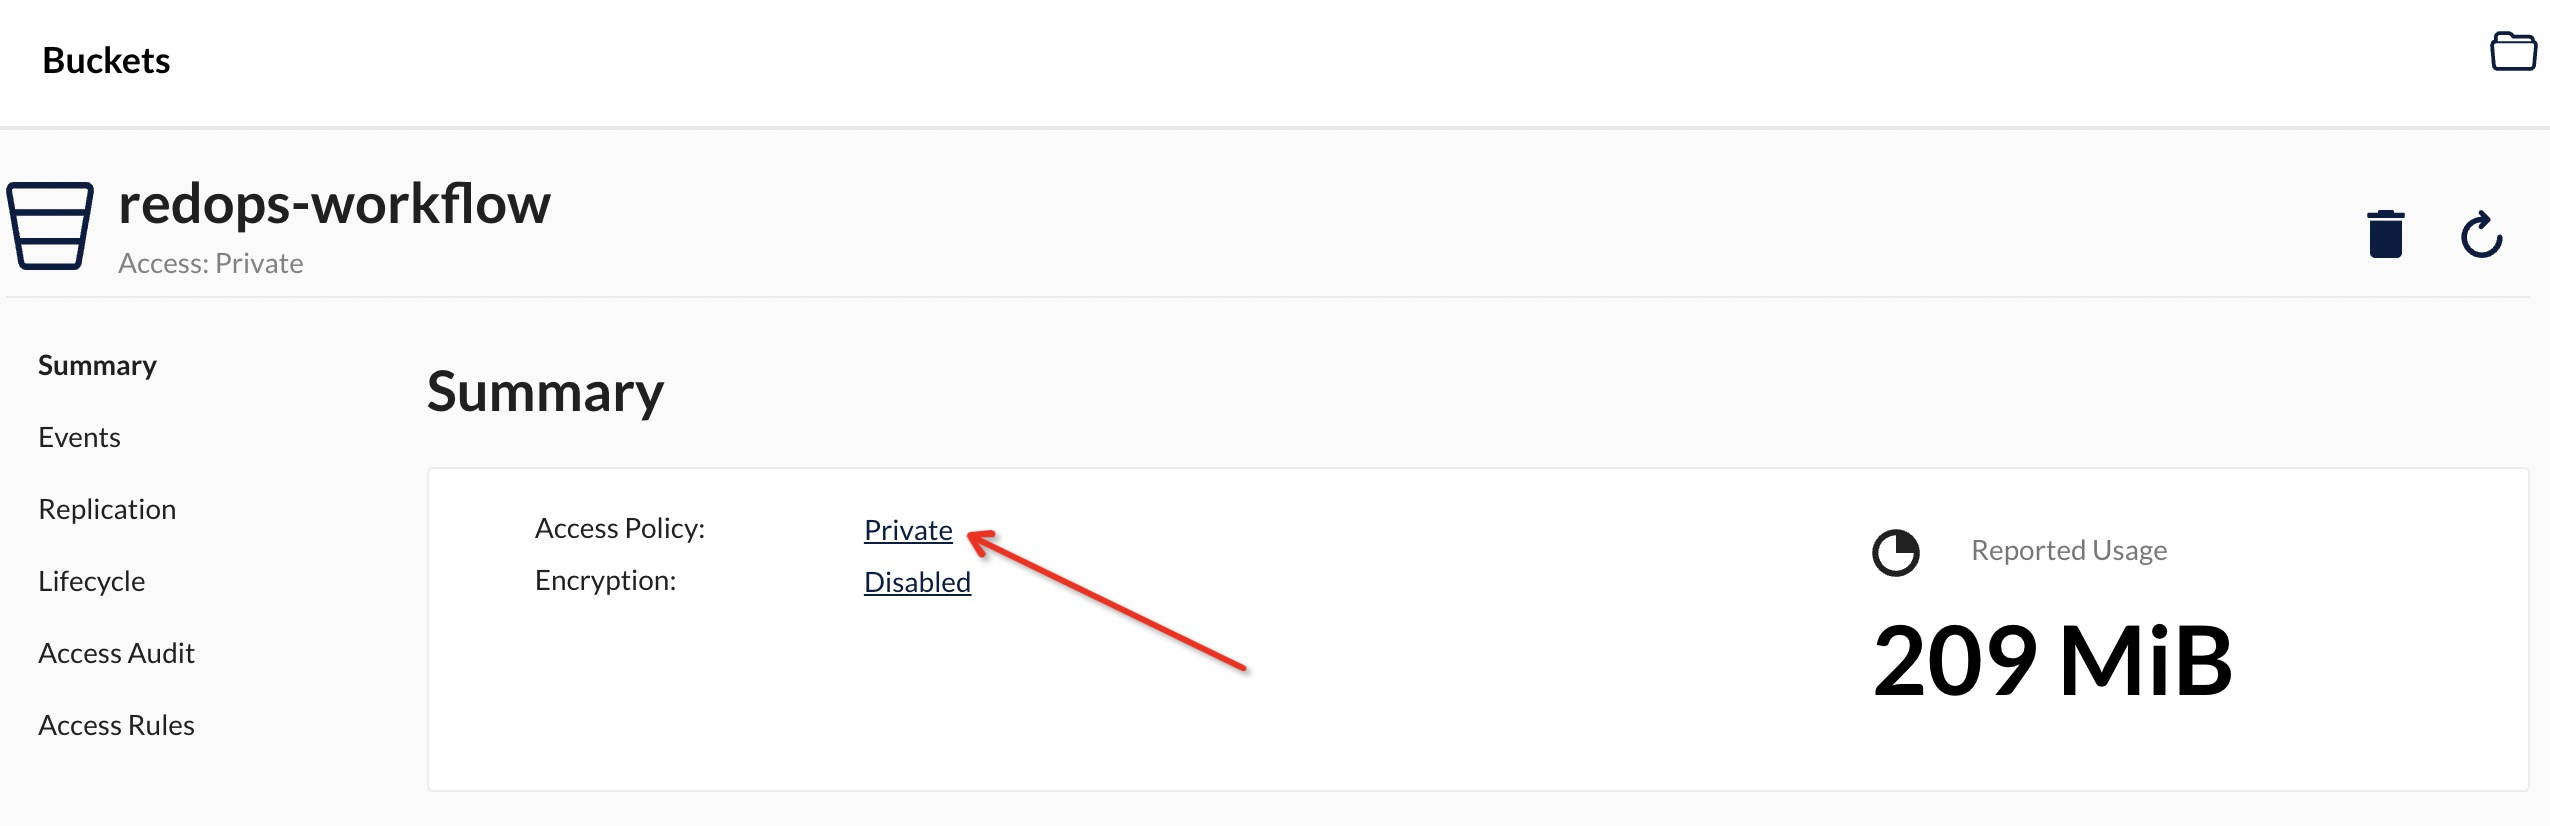 Buckets
redops-workflow
Access: Private
Summary
Events
Replication
Lifecycle
Access Audit
Access Rules
Summary
Access Policy: Private
Encryption: Disabled
Reported Usage
209 MiB